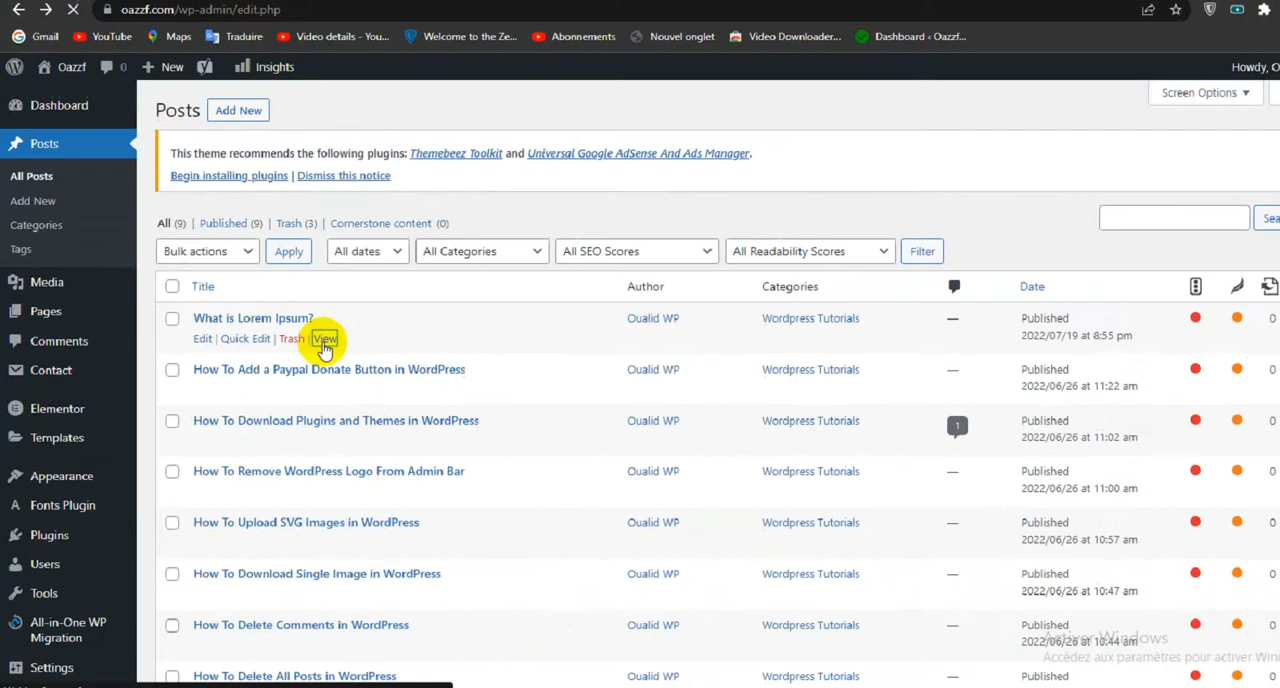 oazzf.com/wp-admin/edit.php
Gmail YouTube Maps Traduire Video details - You... Welcome to the Ze... Abonnements Nouvel onglet Video Downloader... Dashboard ‹ Oazzf...
Oazzf 0 New Insights Howdy, O
Dashboard
Posts
All Posts
Add New
Categories
Tags
Media
Pages
Comments
Contact
Elementor
Templates
Appearance
Fonts Plugin
Plugins
Users
Tools
All-in-One WP
Migration
Settings
Screen Options ▼
Posts Add New
This theme recommends the following plugins: Themebeez Toolkit and Universal Google AdSense And Ads Manager.
Begin installing plugins | Dismiss this notice
All (9) | Published (9) | Trash (3) | Cornerstone content (0)
Sea
Bulk actions Apply All dates All Categories All SEO Scores All Readability Scores Filter
Title Author Categories Date
What is Lorem Ipsum? Oualid WP Wordpress Tutorials — Published
Edit | Quick Edit | Trash | View 2022/07/19 at 8:55 pm
How To Add a Paypal Donate Button in WordPress Oualid WP Wordpress Tutorials — Published 0
2022/06/26 at 11:22 am
How To Download Plugins and Themes in WordPress Oualid WP Wordpress Tutorials 1 Published 0
2022/06/26 at 11:02 am
How To Remove WordPress Logo From Admin Bar Oualid WP Wordpress Tutorials — Published 0
2022/06/26 at 11:00 am
How To Upload SVG Images in WordPress Oualid WP Wordpress Tutorials — Published 0
2022/06/26 at 10:57 am
How To Download Single Image in WordPress Oualid WP Wordpress Tutorials — Published 0
2022/06/26 at 10:47 am
How To Delete Comments in WordPress Oualid WP Wordpress Tutorials — Published 0
2022/06/26 at 10:44 am
Activer Windows
Accédez aux paramètres pour activer Win
How To Delete All Posts in WordPress Oualid WP Wordpress Tutorials — Published 0